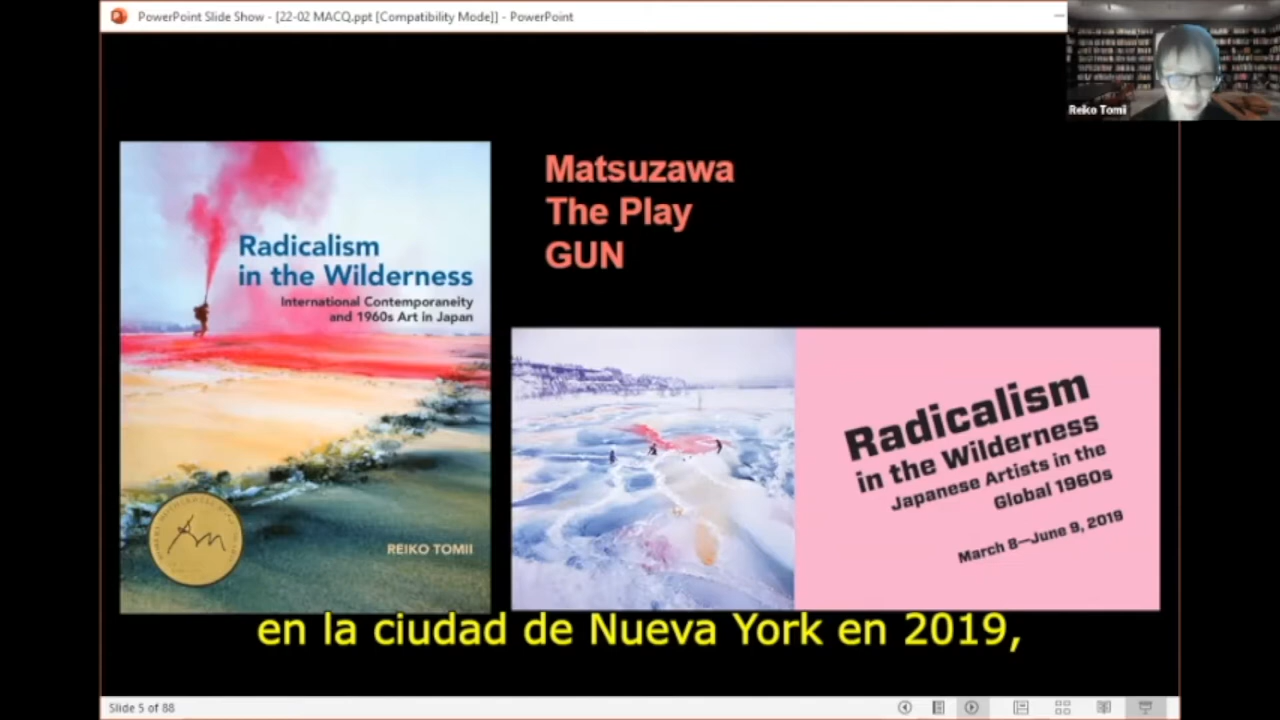 PowerPoint Slide Show - [22-02 MACQ.ppt [Compatibility Mode]] - PowerPoint
Reiko Tomii
Matsuzawa
The Play
GUN
Radicalism
in the Wilderness
International Contemporaneity
and 1960s Art in Japan
REIKO TOMII
Radicalism
in the Wilderness
Japanese Artists in the
Global 1960s
March 8—June 9, 2019
en la ciudad de Nueva York en 2019,
Slide 5 of 88